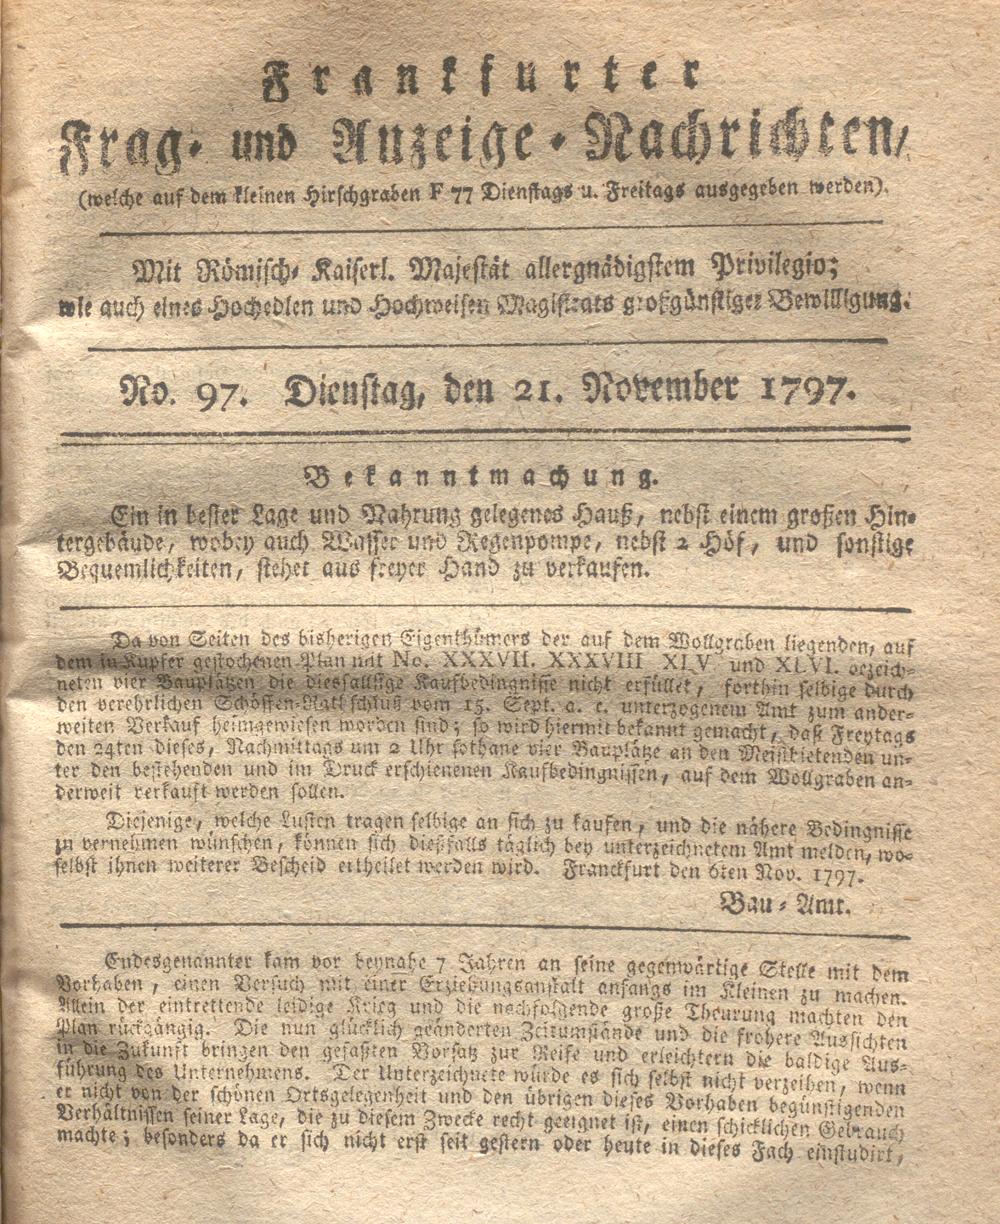 Frankfurter
Frag- und Anzeige-Nachrichten,
(welche auf dem kleinen Hirschgraben F 77 Dienstags u. Freitags ausgegeben werden).
Mit Römisch-Kaiserl. Majestät allergnädigstem Privilegio;
wie auch eines Hochedlen und Hochweisen Magistrats großgünstiger Bewilligung.
No. 97. Dienstag, den 21. November 1797.
Bekanntmachung.
Ein in bester Lage und Nahrung gelegenes Hauß, nebst einem großen Hin-
tergebäude, wobey auch Wasser und Regenpompe, nebst 2 Höf, und sonstige
Bequemlichkeiten, stehet aus freyer Hand zu verkaufen.
Da von Seiten des bisherigen Eigenthümers der auf dem Wollgraben liegenden, auf
dem in Kupfer gestochenen Plan mit No. XXXVII. XXXVIII XLV und XLVI. bezeich-
neten vier Bauplätzen die diesfallsige Kaufbedingnisse nicht erfüllet, forthin selbige durch
den verehrlichen Schöffen-Rathschluß vom 15. Sept. a. c. unterzogenem Amt zum ander-
weiten Verkauf heimgewiesen worden sind; so wird hiermit bekannt gemacht, daß Freytags
den 24ten dieses, Nachmittags um 2 Uhr sothane vier Bauplätze an den Meistbietenden un-
ter den bestehenden und im Druck erschienenen Kaufbedingnissen, auf dem Wollgraben an-
derweit verkauft werden sollen.
Diejenige, welche Lusten tragen selbige an sich zu kaufen, und die nähere Bedingnisse
zu vernehmen wünschen, können sich dießfalls täglich bey unterzeichnetem Amt melden, wo-
selbst ihnen weiterer Bescheid ertheilet werden wird. Franckfurt den 6ten Nov. 1797.
Bau-Amt.
Endesgenannter kam vor beynahe 7 Jahren an seine gegenwärtige Stelle mit dem
Vorhaben, einen Versuch mit einer Erziehungsanstalt anfangs im Kleinen zu machen.
Allein der eintrettende leidige Krieg und die nachfolgende große Theurung machten den
Plan rückgängig. Die nun glücklich geänderten Zeitumstände und die frohere Aussichten
in die Zukunft bringen den gefaßten Vorsatz zur Reife und erleichtern die baldige Aus-
führung des Unternehmens. Der Unterzeichnete würde es sich selbst nicht verzeihen, wenn
er nicht von der schönen Ortsgelegenheit und den übrigen dieses Vorhaben begünstigenden
Verhältnissen seiner Lage, die zu diesem Zwecke recht geeignet ist, einen schicklichen Gebrauch
machte; besonders da er sich nicht erst seit gestern oder heute in dieses Fach einstudirt,